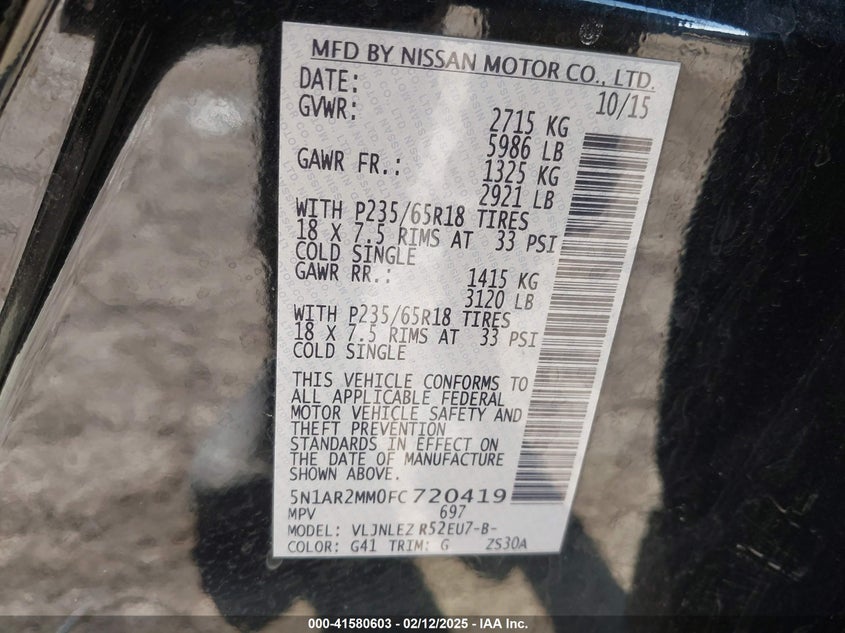 MFD BY NISSAN MOTOR CO., LTD.
DATE: 10/15
GVWR: 2715 KG
5986 LB
GAWR FR.: 1325 KG
2921 LB
WITH P235/65R18 TIRES
18 X 7.5 RIMS AT 33 PSI
COLD SINGLE
GAWR RR.: 1415 KG
3120 LB
WITH P235/65R18 TIRES
18 X 7.5 RIMS AT 33 PSI
COLD SINGLE
THIS VEHICLE CONFORMS TO
ALL APPLICABLE FEDERAL
MOTOR VEHICLE SAFETY AND
THEFT PREVENTION
STANDARDS IN EFFECT ON
THE DATE OF MANUFACTURE
SHOWN ABOVE.
5N1AR2MM0FC720419
MPV 697
MODEL: VLJNLEZ R52EU7-B-
COLOR: G41 TRIM: G ZS30A
000-41580603 - 02/12/2025 - IAA Inc.